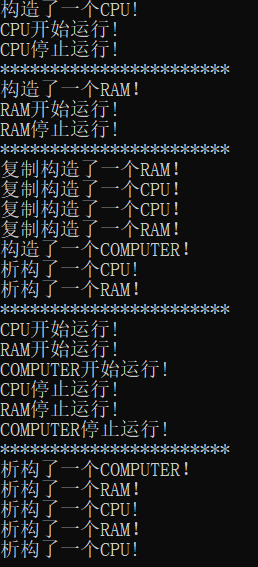 构造了一个CPU!
CPU开始运行!
CPU停止运行!
***********************
构造了一个RAM!
RAM开始运行!
RAM停止运行!
***********************
复制构造了一个RAM!
复制构造了一个CPU!
复制构造了一个CPU!
复制构造了一个RAM!
构造了一个COMPUTER!
析构了一个CPU!
析构了一个RAM!
***********************
CPU开始运行!
RAM开始运行!
COMPUTER开始运行!
CPU停止运行!
RAM停止运行!
COMPUTER停止运行!
***********************
析构了一个COMPUTER!
析构了一个RAM!
析构了一个CPU!
析构了一个RAM!
析构了一个CPU!